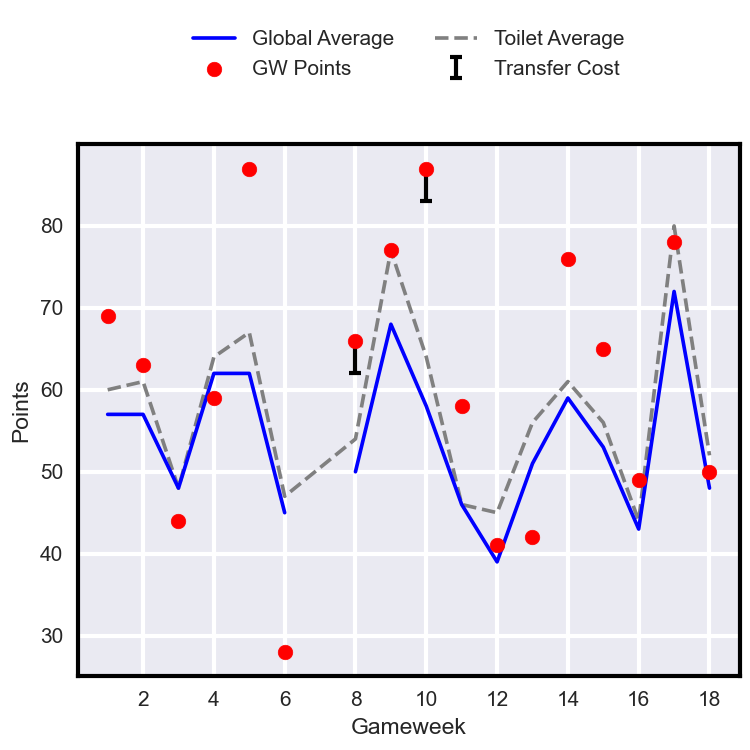 Global Average
Toilet Average
GW Points
Transfer Cost
80
70
60
50
40
30
Points
2 4 6 8 10 12 14 16 18
Gameweek